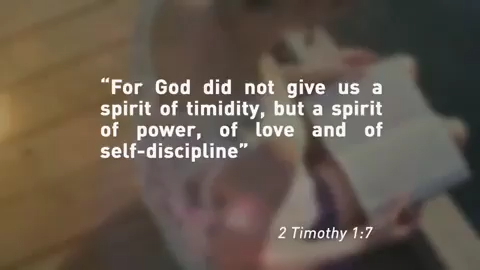 “For God did not give us a
spirit of timidity, but a spirit
of power, of love and of
self-discipline”
2 Timothy 1:7